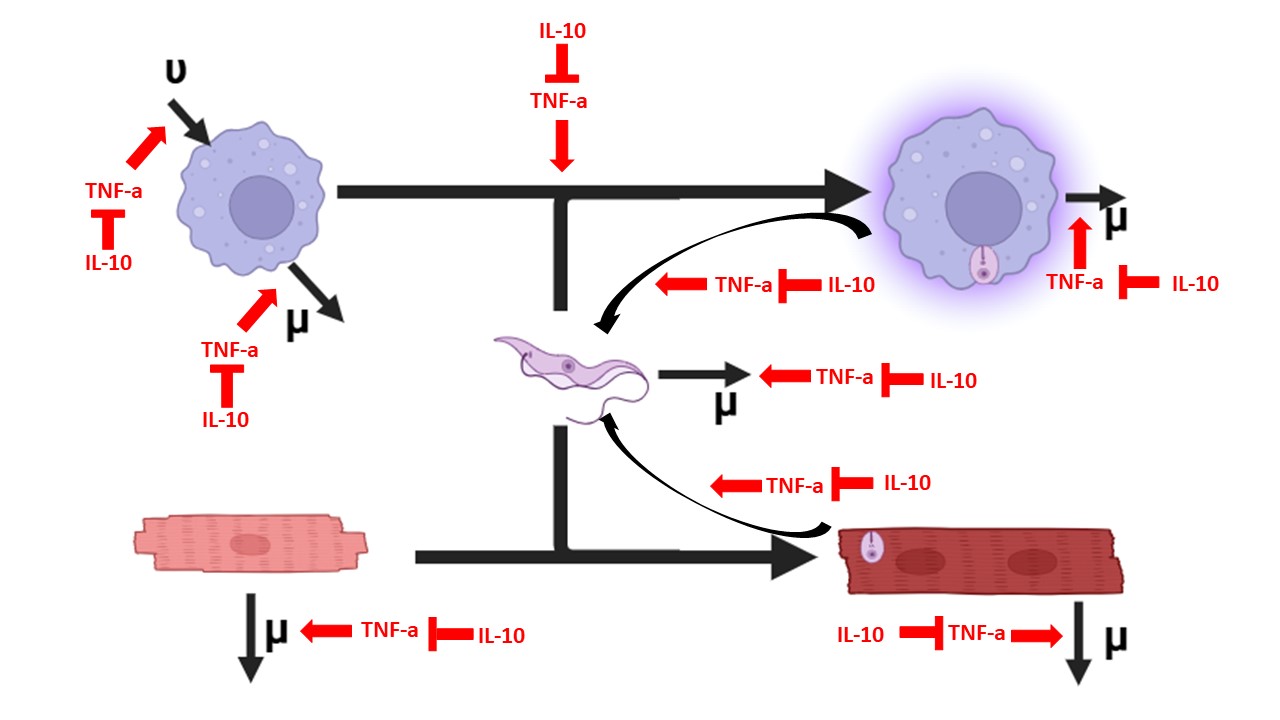 IL-10
υ
TNF-a
TNF-a
IL-10
μ
TNF-a IL-10
TNF-a IL-10
μ
TNF-a
IL-10
TNF-a IL-10
μ
TNF-a IL-10
μ TNF-a IL-10
IL-10 TNF-a μ